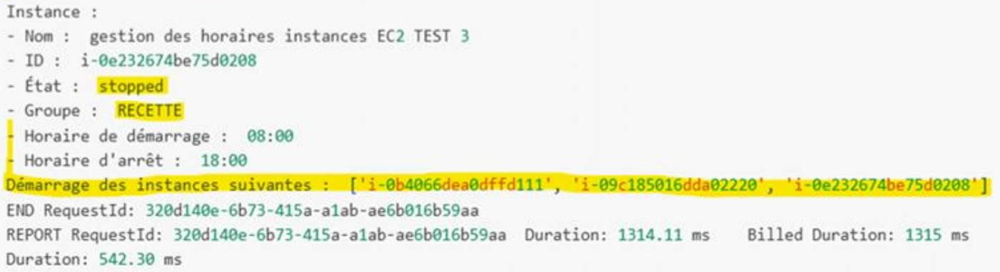 Instance :
- Nom : gestion des horaires instances EC2 TEST 3
- ID : i-0e232674be75d0208
- État : stopped
- Groupe : RECETTE
- Horaire de démarrage : 08:00
- Horaire d'arrêt : 18:00
Démarrage des instances suivantes : ['i-0b4066dea0dffd111', 'i-09c185016dda02220', 'i-0e232674be75d0208']
END RequestId: 320d140e-6b73-415a-a1ab-ae6b016b59aa
REPORT RequestId: 320d140e-6b73-415a-a1ab-ae6b016b59aa Duration: 1314.11 ms Billed Duration: 1315 ms
Duration: 542.30 ms